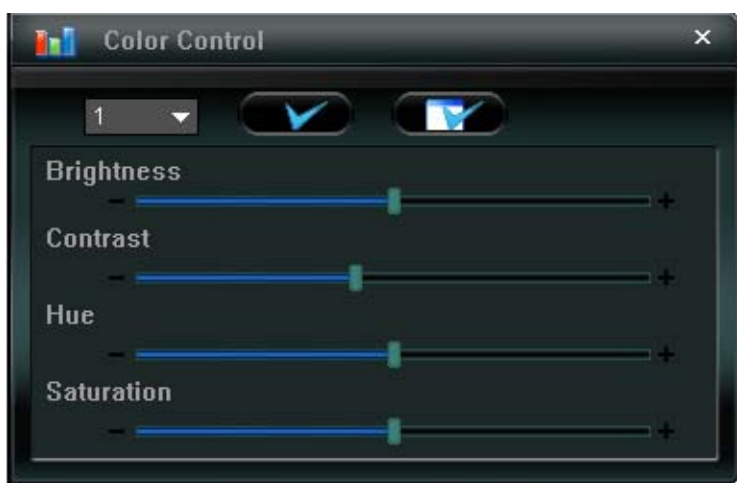 Color Control
1
Brightness
- +
Contrast
- +
Hue
- +
Saturation
- +